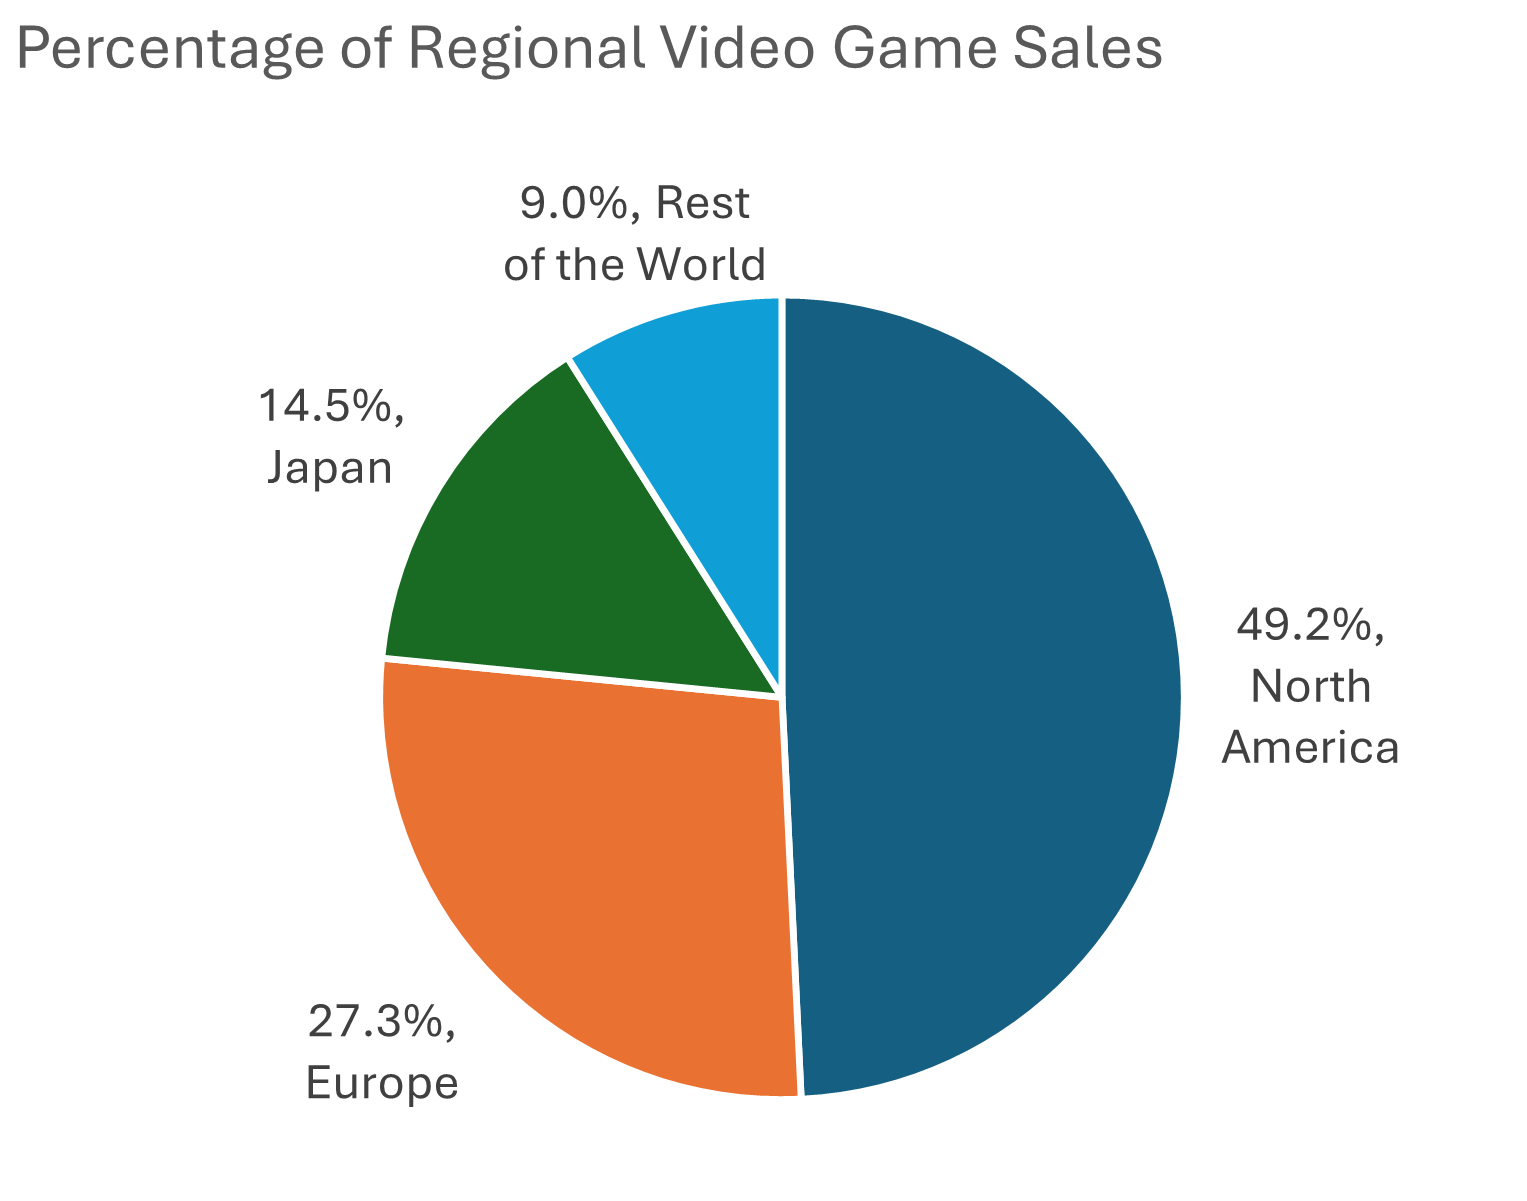 Percentage of Regional Video Game Sales
9.0%, Rest
of the World
14.5%,
Japan
49.2%,
North
America
27.3%,
Europe